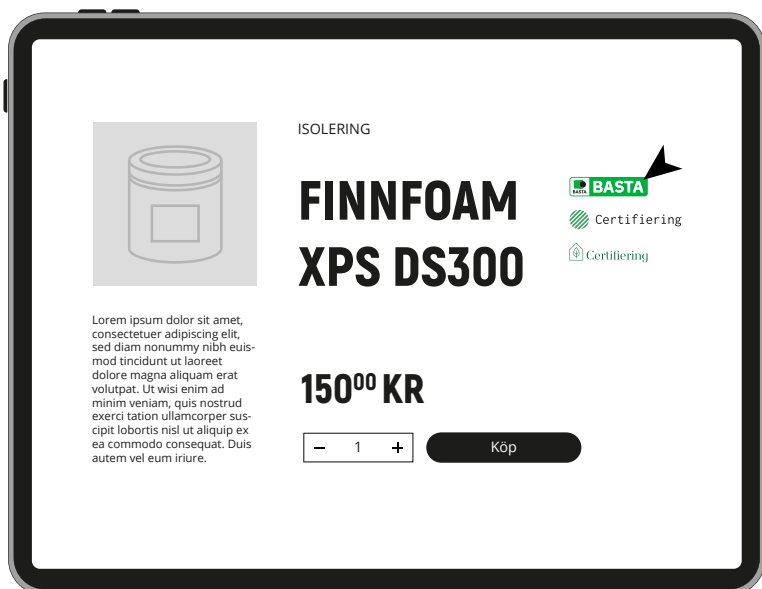 ISOLERING
FINNFOAM
XPS DS300
BASTA BASTA
Certifiering
Certifiering
Lorem ipsum dolor sit amet,
consectetuer adipiscing elit,
sed diam nonummy nibh euis-
mod tincidunt ut laoreet
dolore magna aliquam erat
volutpat. Ut wisi enim ad
minim veniam, quis nostrud
exerci tation ullamcorper sus-
cipit lobortis nisl ut aliquip ex
ea commodo consequat. Duis
autem vel eum iriure.
150⁰⁰ KR
− 1 +
Köp